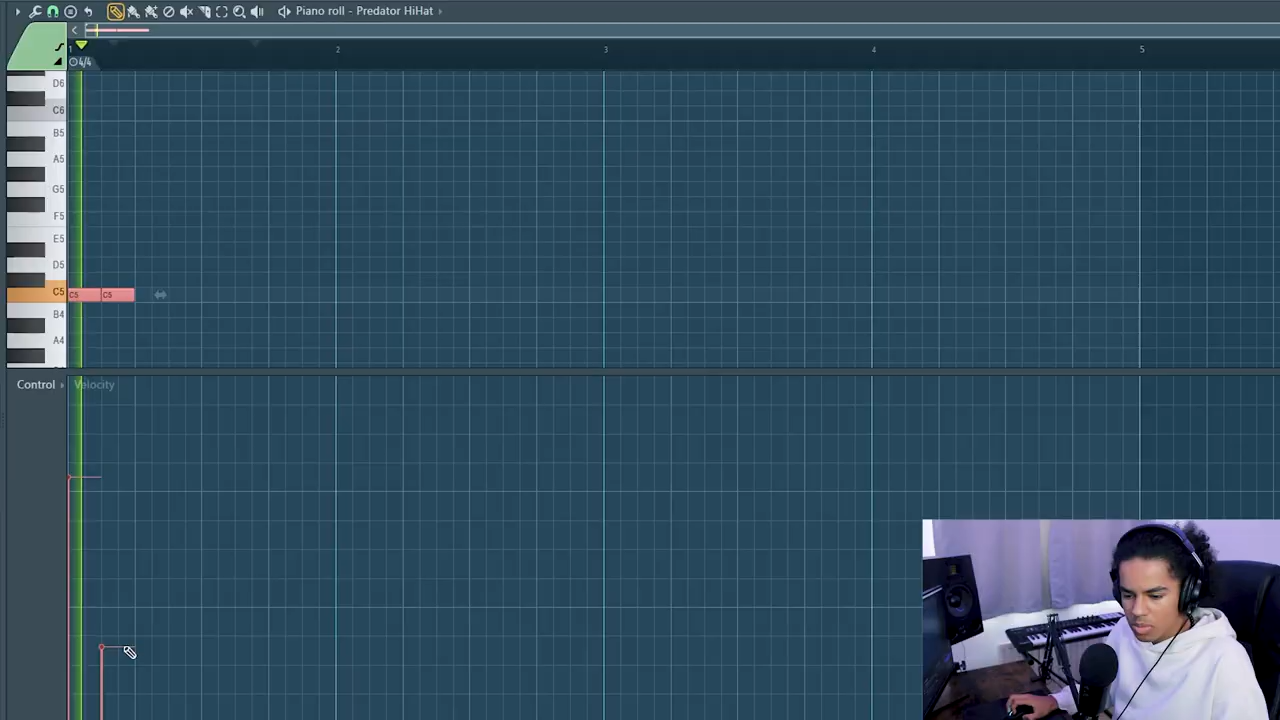 Piano roll - Predator HiHat
1 2 3 4 5
4/4
D6
C6
B5
A5
G5
F5
E5
D5
C5 C5 C5
B4
A4
Control Velocity